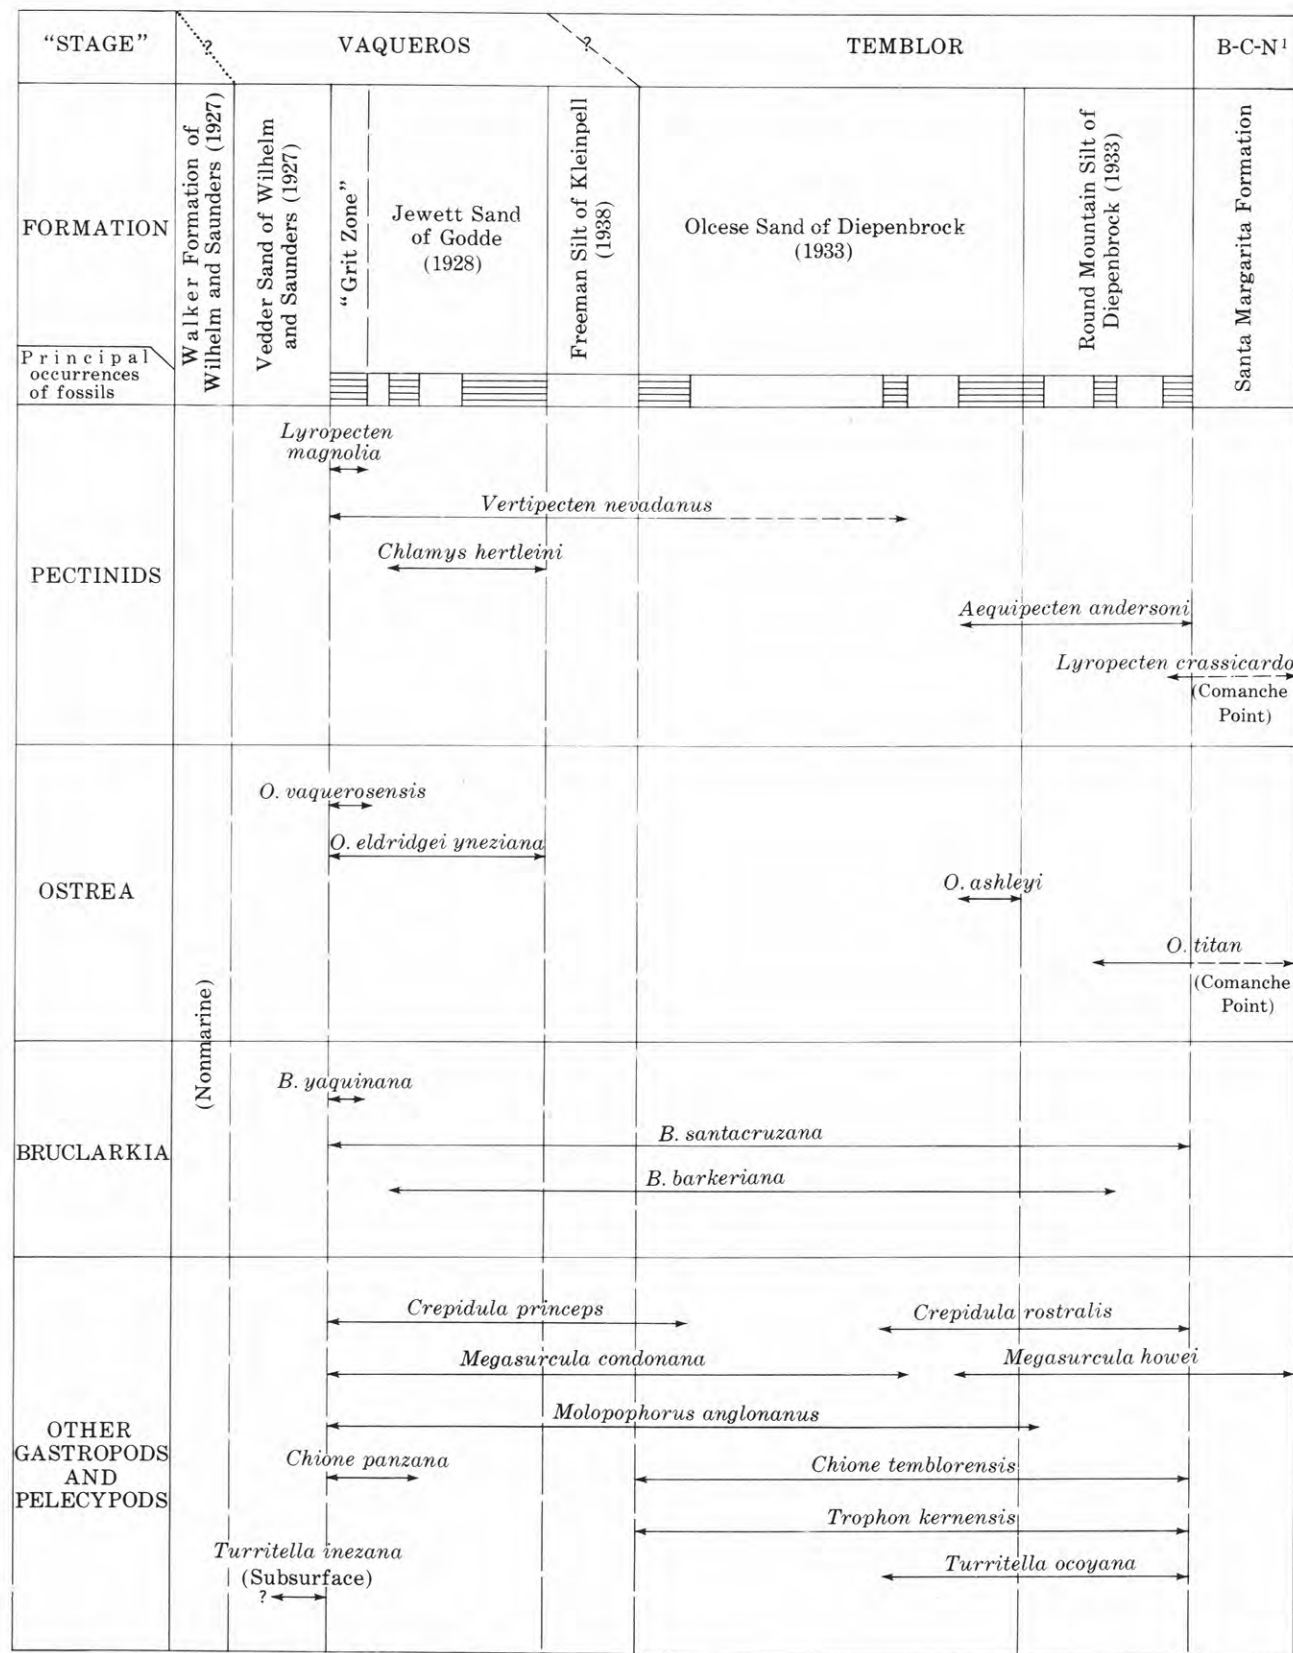 “STAGE”
?
VAQUEROS
?
TEMBLOR
B-C-N¹
FORMATION
Walker Formation of
Wilhelm and Saunders (1927)
Vedder Sand of Wilhelm
and Saunders (1927)
“Grit Zone”
Jewett Sand
of Godde
(1928)
Freeman Silt of Kleinpell
(1938)
Olcese Sand of Diepenbrock
(1933)
Round Mountain Silt of
Diepenbrock (1933)
Santa Margarita Formation
Principal
occurrences
of fossils
PECTINIDS
Lyropecten
magnolia
Vertipecten nevadanus
Chlamys hertleini
Aequipecten andersoni
Lyropecten crassicardo
(Comanche
Point)
OSTREA
O. vaquerosensis
O. eldridgei yneziana
O. ashleyi
O. titan
(Comanche
Point)
(Nonmarine)
BRUCLARKIA
B. yaquinana
B. santacruzana
B. barkeriana
OTHER
GASTROPODS
AND
PELECYPODS
Crepidula princeps
Crepidula rostralis
Megasurcula condonana
Megasurcula howei
Molopophorus anglonanus
Chione panzana
Chione temblorensis
Trophon kernensis
Turritella inezana
(Subsurface)
?
Turritella ocoyana